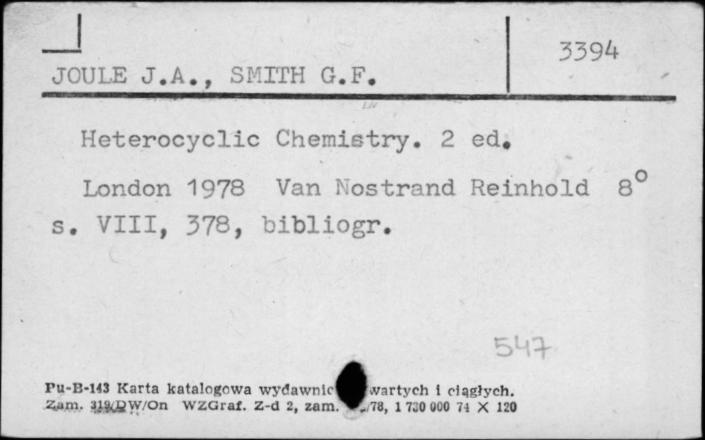 3394
JOULE J.A., SMITH G.F.
Heterocyclic Chemistry. 2 ed.
London 1978 Van Nostrand Reinhold 8°
s. VIII, 378, bibliogr.
547
Pu-B-143 Karta katalogowa wydawnic wartych i ciągłych.
Zam. 319/DW/On WZGraf. Z-d 2, zam. /78, 1 730 000 74 X 120